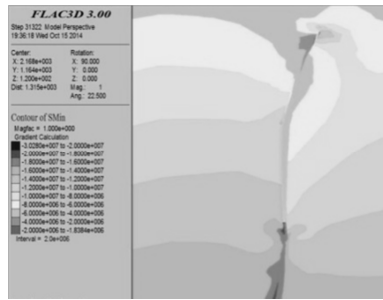 FLAC3D 3.00
Step 31322 Model Perspective
19:36:18 Wed Oct 15 2014
Center: Rotation:
X: 2.168e+003 X: 90.000
Y: 1.164e+003 Y: 0.000
Z: 1.200e+002 Z: 0.000
Dist: 1.315e+003 Mag.: 1
Ang.: 22.500
Contour of SMin
Magfac = 1.000e+000
Gradient Calculation
-3.0280e+007 to -2.0000e+007
-2.0000e+007 to -1.8000e+007
-1.8000e+007 to -1.6000e+007
-1.6000e+007 to -1.4000e+007
-1.4000e+007 to -1.2000e+007
-1.2000e+007 to -1.0000e+007
-1.0000e+007 to -8.0000e+006
-8.0000e+006 to -6.0000e+006
-6.0000e+006 to -4.0000e+006
-4.0000e+006 to -2.0000e+006
-2.0000e+006 to -1.8384e+006
Interval = 2.0e+006